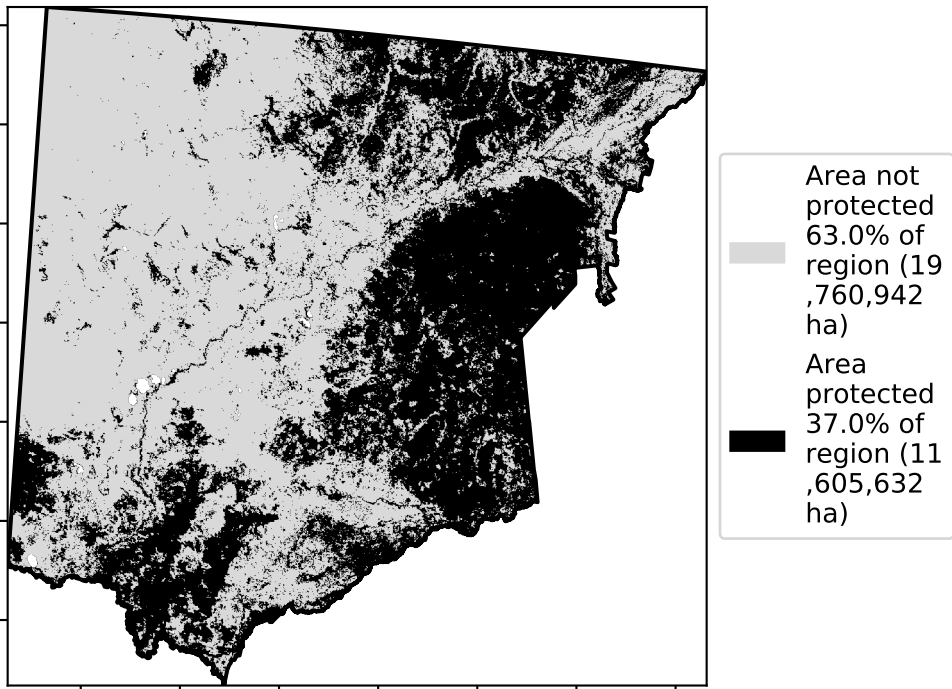 Area not
protected
63.0% of
region (19
,760,942
ha)
Area
protected
37.0% of
region (11
,605,632
ha)